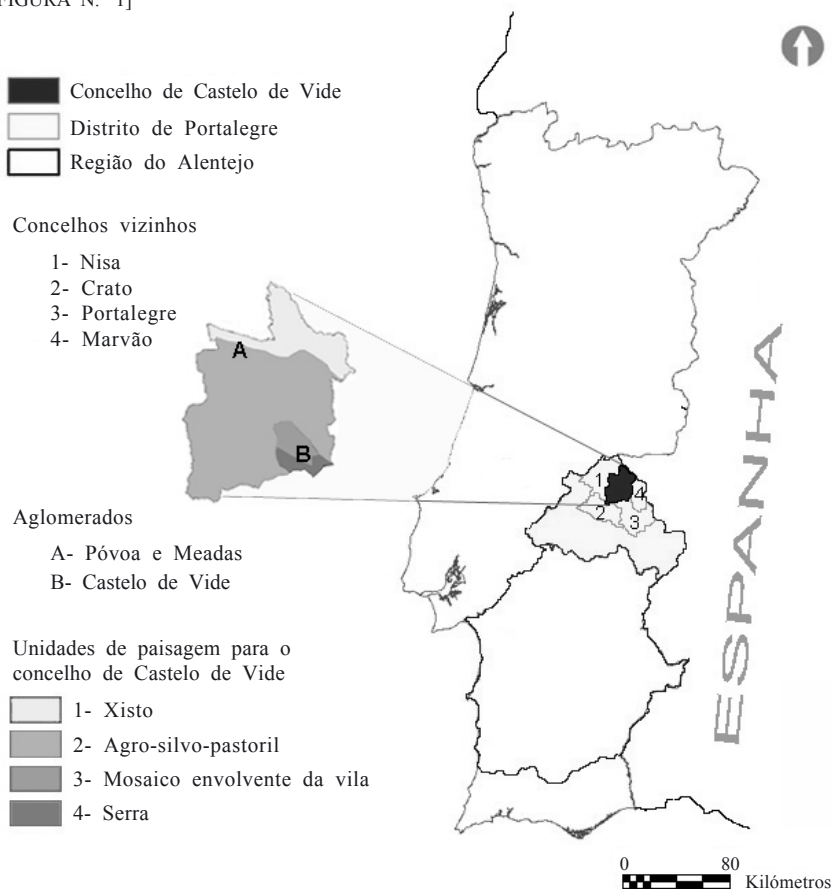 FIGURA N. 1]
Concelho de Castelo de Vide
Distrito de Portalegre
Região do Alentejo
Concelhos vizinhos
1- Nisa
2- Crato
3- Portalegre
4- Marvão
A
B
Aglomerados
A- Póvoa e Meadas
B- Castelo de Vide
Unidades de paisagem para o
concelho de Castelo de Vide
1- Xisto
2- Agro-silvo-pastoril
3- Mosaico envolvente da vila
4- Serra
1
4
2
3
ESPANHA
0 80
Kilómetros